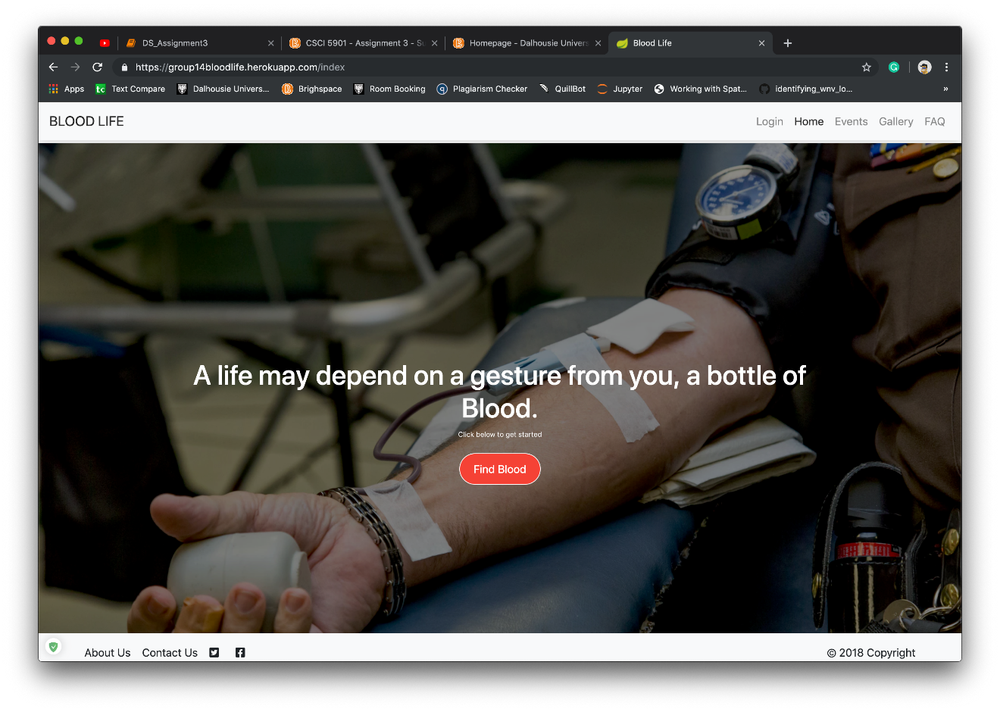 DS_Assignment3
CSCI 5901 - Assignment 3 - Su
Homepage - Dalhousie Univers
Blood Life
https://group14bloodlife.herokuapp.com/index
Apps
Text Compare
Dalhousie Univers...
Brighspace
Room Booking
Plagiarism Checker
QuillBot
Jupyter
Working with Spat...
identifying_wnv_lo...
»
BLOOD LIFE
Login Home Events Gallery FAQ
A life may depend on a gesture from you, a bottle of
Blood.
Click below to get started
Find Blood
About Us Contact Us
© 2018 Copyright